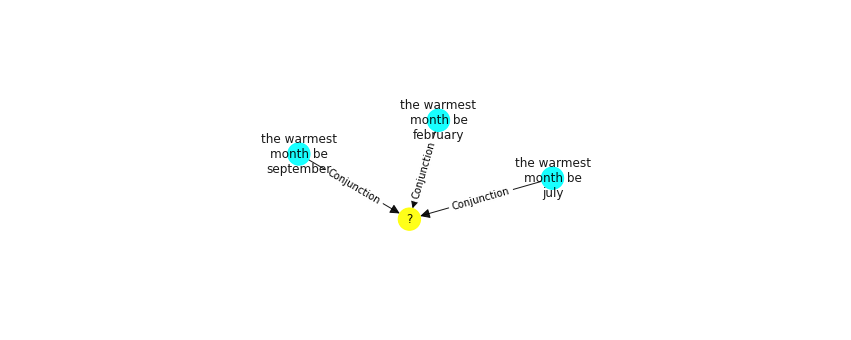 the warmest
month be
february
the warmest
month be
september
the warmest
month be
july
Conjunction
Conjunction
Conjunction
?